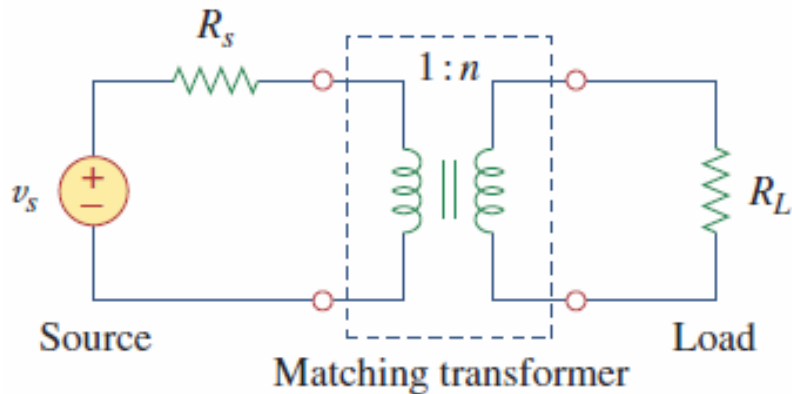 R_s
1 : n
+
−
v_s
R_L
Source
Load
Matching transformer